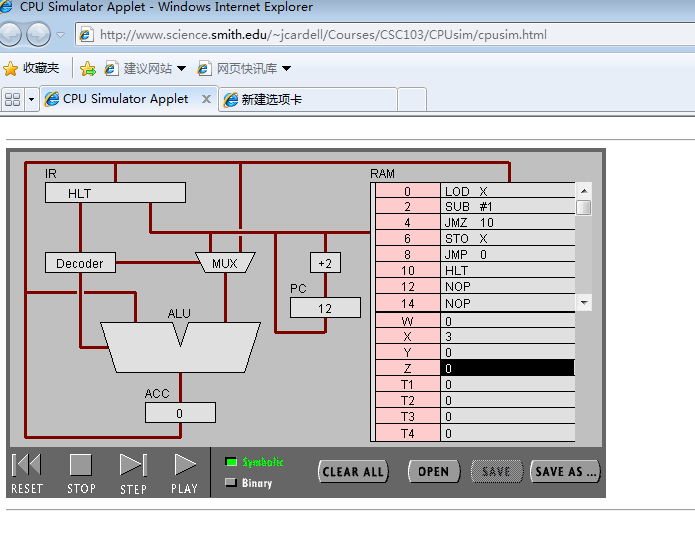 CPU Simulator Applet - Windows Internet Explorer
http://www.science.smith.edu/~jcardell/Courses/CSC103/CPUsim/cpusim.html
收藏夹 建议网站 网页快讯库
CPU Simulator Applet X 新建选项卡
IR
HLT
Decoder
MUX
+2
PC
12
ALU
ACC
0
RAM
0 LOD X
2 SUB #1
4 JMZ 10
6 STO X
8 JMP 0
10 HLT
12 NOP
14 NOP
W 0
X 3
Y 0
Z 0
T1 0
T2 0
T3 0
T4 0
RESET STOP STEP PLAY
Symbolic
Binary
CLEAR ALL OPEN SAVE SAVE AS ...